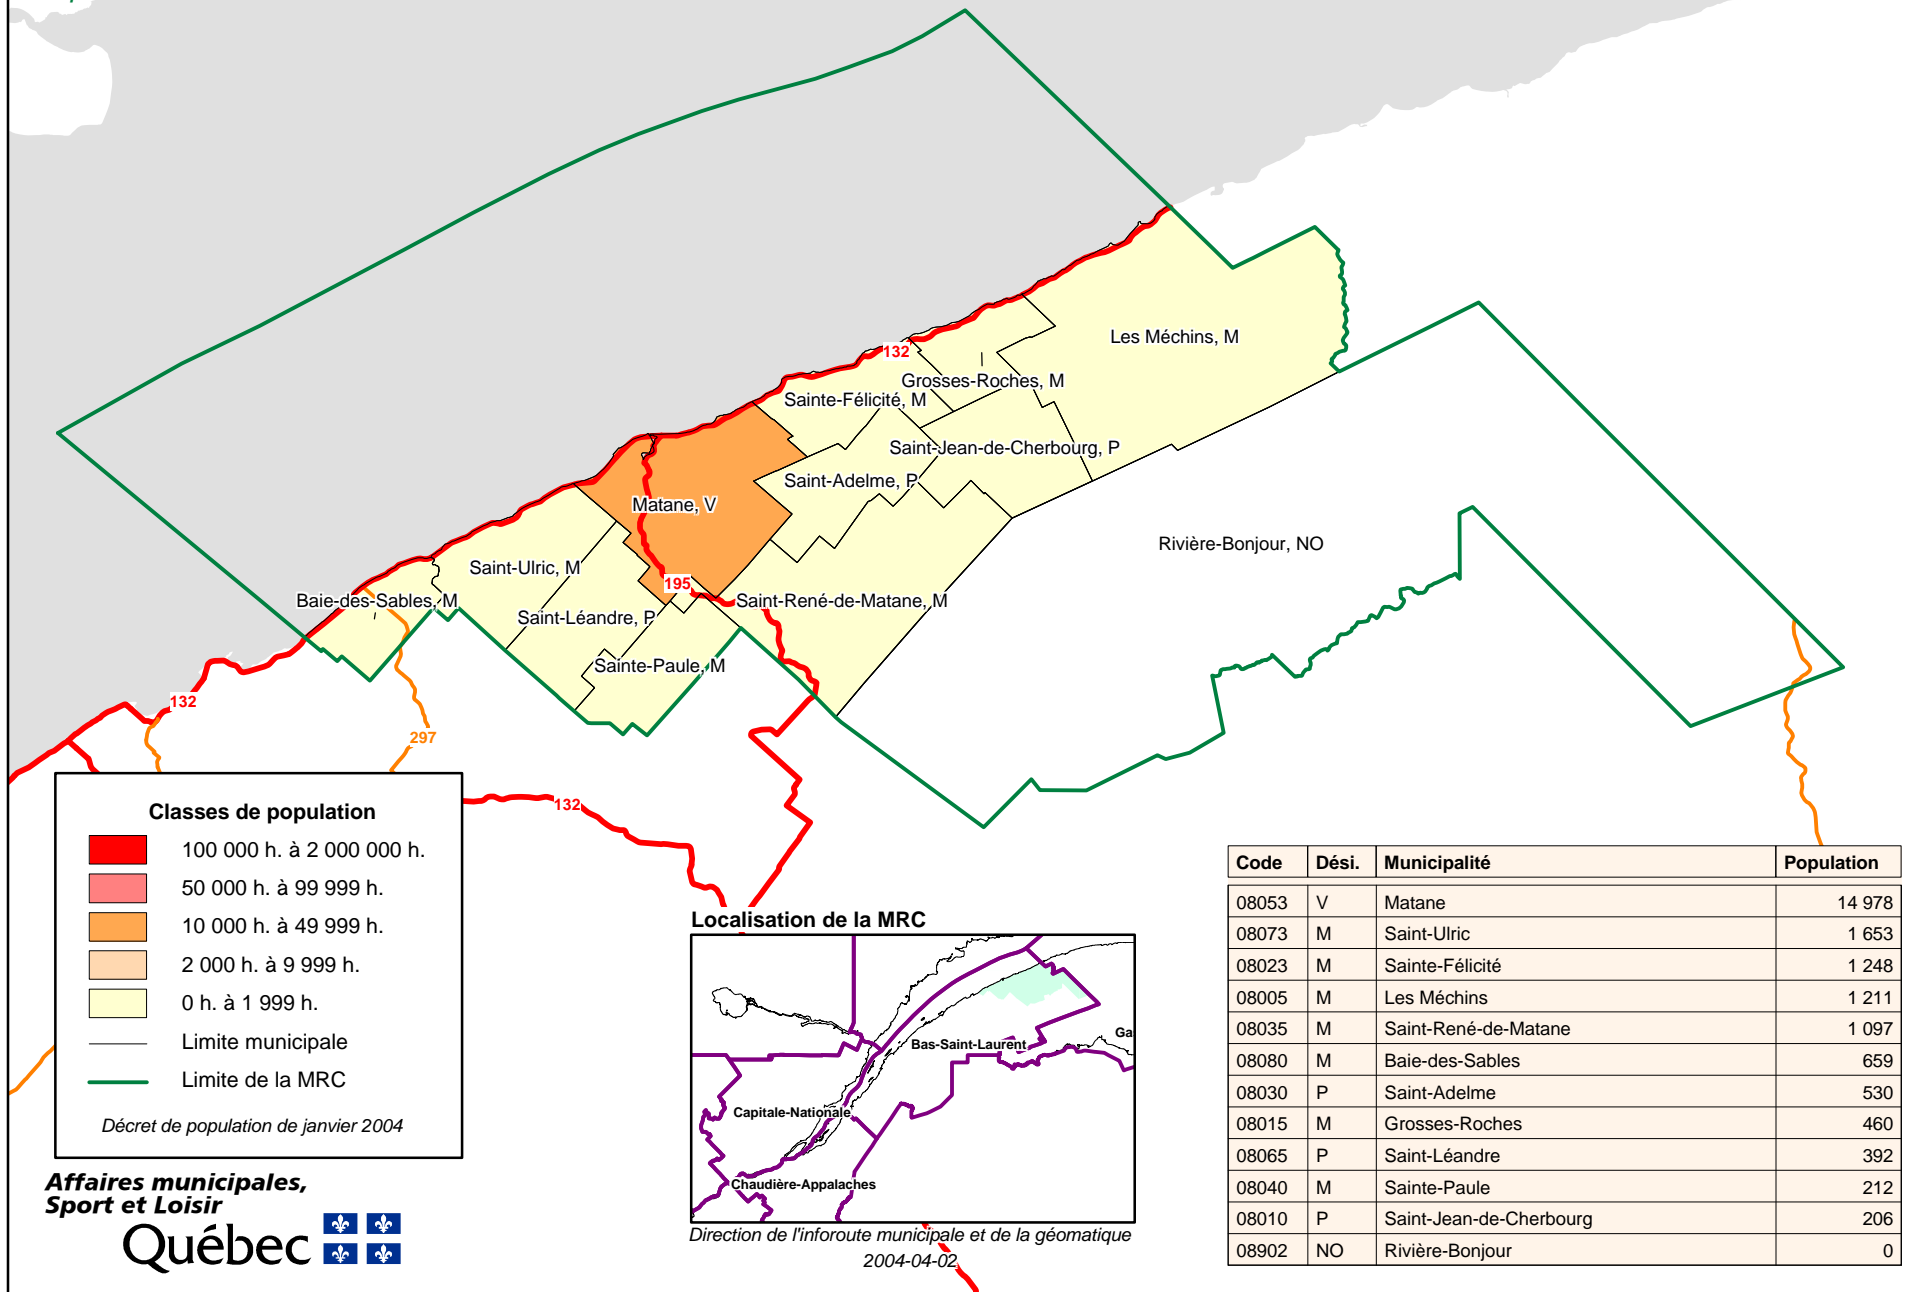 132
Les Méchins, M
Grosses-Roches, M
Sainte-Félicité, M
Saint-Jean-de-Cherbourg, P
Saint-Adelme, P
Matane, V
Rivière-Bonjour, NO
Saint-Ulric, M
195
Baie-des-Sables, M
Saint-René-de-Matane, M
Saint-Léandre, P
Sainte-Paule, M
132
297
132
Classes de population
100 000 h. à 2 000 000 h.
50 000 h. à 99 999 h.
10 000 h. à 49 999 h.
2 000 h. à 9 999 h.
0 h. à 1 999 h.
Limite municipale
Limite de la MRC
Décret de population de janvier 2004
Affaires municipales,
Sport et Loisir
Québec
Localisation de la MRC
Bas-Saint-Laurent
Ga
Capitale-Nationale
Chaudière-Appalaches
Direction de l'inforoute municipale et de la géomatique
2004-04-02
Code Dési. Municipalité Population
08053 V Matane 14 978
08073 M Saint-Ulric 1 653
08023 M Sainte-Félicité 1 248
08005 M Les Méchins 1 211
08035 M Saint-René-de-Matane 1 097
08080 M Baie-des-Sables 659
08030 P Saint-Adelme 530
08015 M Grosses-Roches 460
08065 P Saint-Léandre 392
08040 M Sainte-Paule 212
08010 P Saint-Jean-de-Cherbourg 206
08902 NO Rivière-Bonjour 0